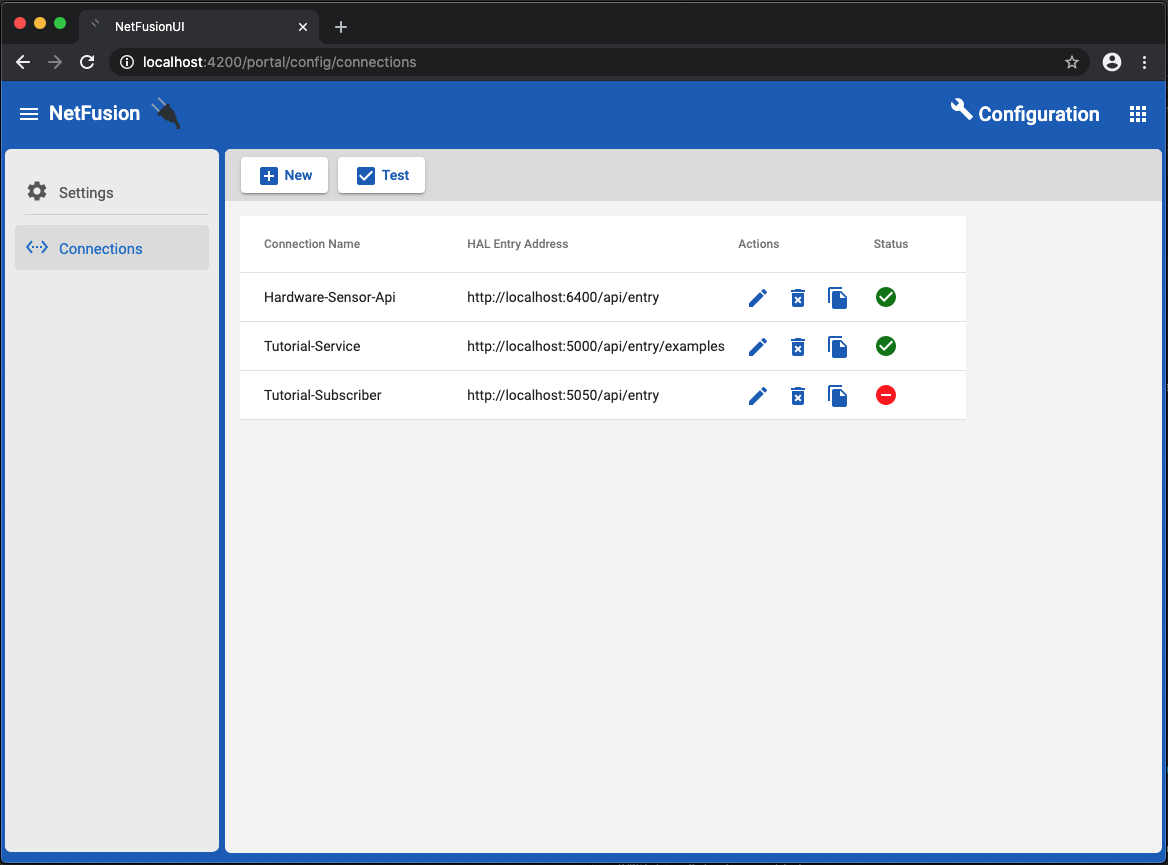 NetFusionUI
localhost:4200/portal/config/connections
NetFusion
Configuration
Settings
Connections
New Test
Connection Name HAL Entry Address Actions Status
Hardware-Sensor-Api http://localhost:6400/api/entry
Tutorial-Service http://localhost:5000/api/entry/examples
Tutorial-Subscriber http://localhost:5050/api/entry